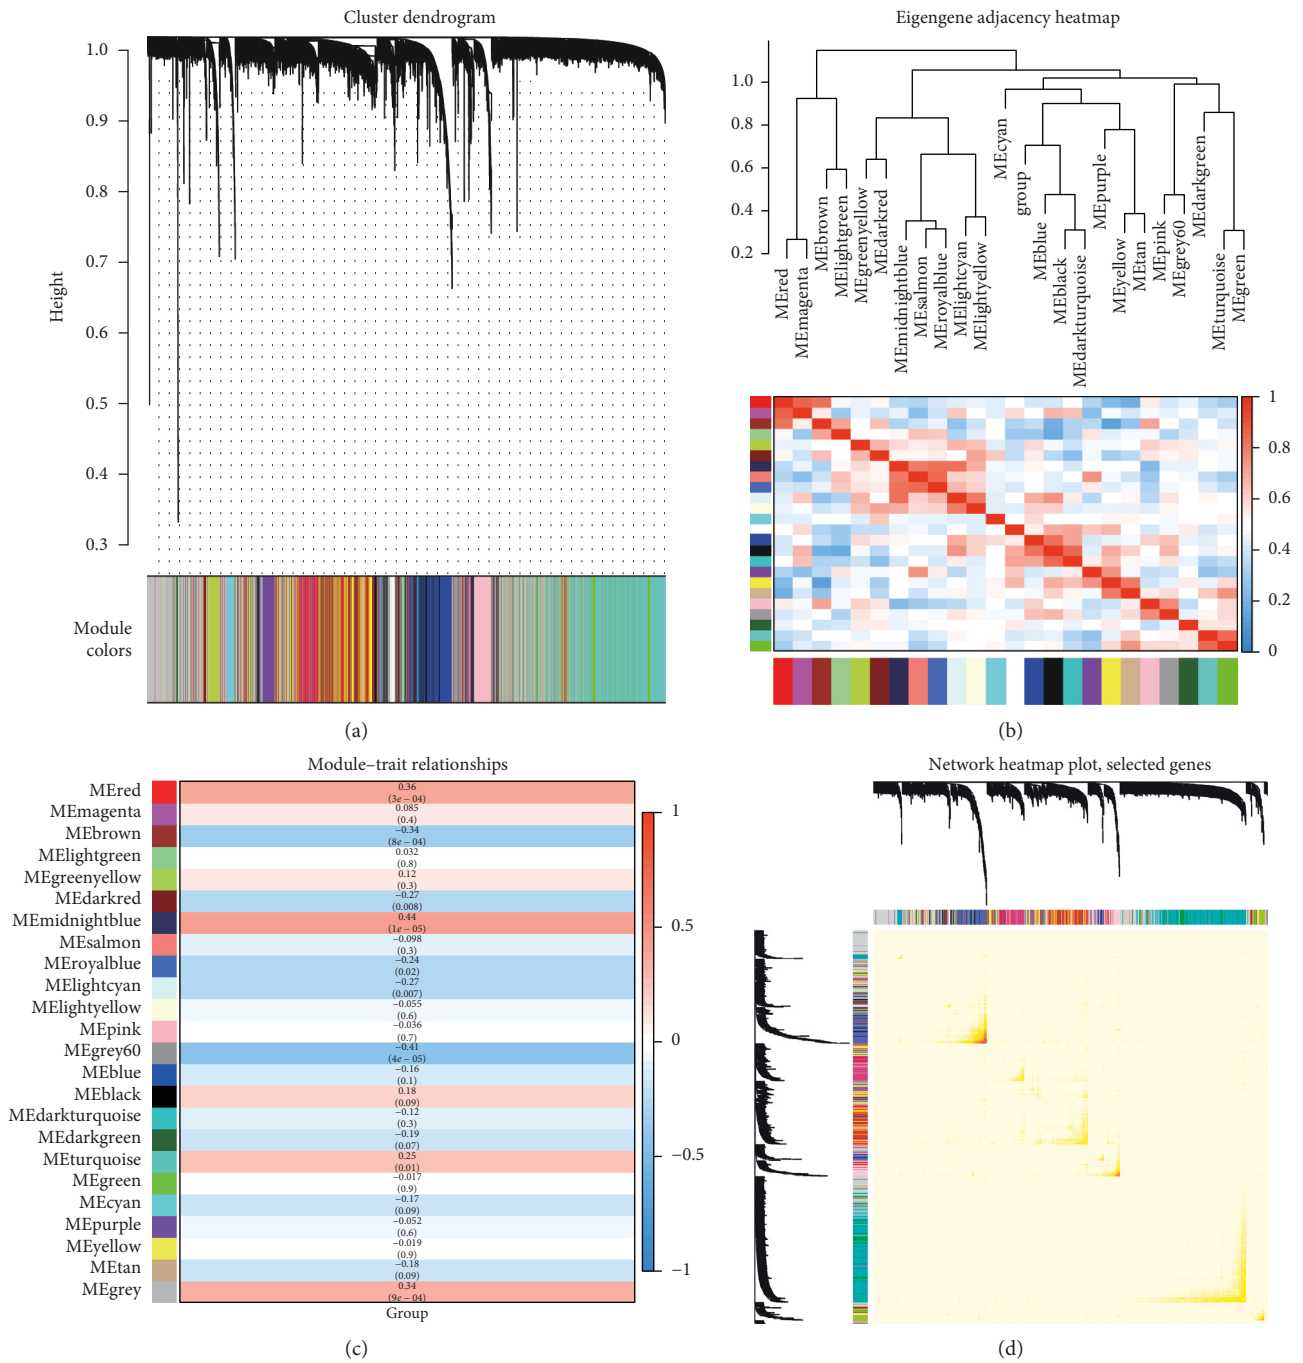 Cluster dendrogram
1.0
0.9
0.8
0.7
0.6
0.5
0.4
0.3
Height
Module
colors
(a)
Eigengene adjacency heatmap
1.0
0.8
0.6
0.4
0.2
MEred
MEmagenta
MEbrown
MElightgreen
MEgreenyellow
MEdarkred
MEmidnightblue
MEsalmon
MEroyalblue
MElightcyan
MElightyellow
MEcyan
group
MEblue
MEblack
MEdarkturquoise
MEpurple
MEyellow
MEtan
MEpink
MEgrey60
MEdarkgreen
MEturquoise
MEgreen
1
0.8
0.6
0.4
0.2
0
(b)
Module–trait relationships
MEred
0.36
(3e − 04)
MEmagenta
0.085
(0.4)
MEbrown
−0.34
(8e − 04)
MElightgreen
0.032
(0.8)
MEgreenyellow
0.12
(0.3)
MEdarkred
−0.27
(0.008)
MEmidnightblue
0.44
(1e − 05)
MEsalmon
−0.098
(0.3)
MEroyalblue
−0.24
(0.02)
MElightcyan
−0.27
(0.007)
MElightyellow
−0.055
(0.6)
MEpink
−0.036
(0.7)
MEgrey60
−0.41
(4e − 05)
MEblue
−0.16
(0.1)
MEblack
0.18
(0.09)
MEdarkturquoise
−0.12
(0.3)
MEdarkgreen
−0.19
(0.07)
MEturquoise
0.25
(0.01)
MEgreen
−0.017
(0.9)
MEcyan
−0.17
(0.09)
MEpurple
−0.052
(0.6)
MEyellow
−0.019
(0.9)
MEtan
−0.18
(0.09)
MEgrey
0.34
(9e − 04)
Group
1
0.5
0
−0.5
−1
(c)
Network heatmap plot, selected genes
(d)